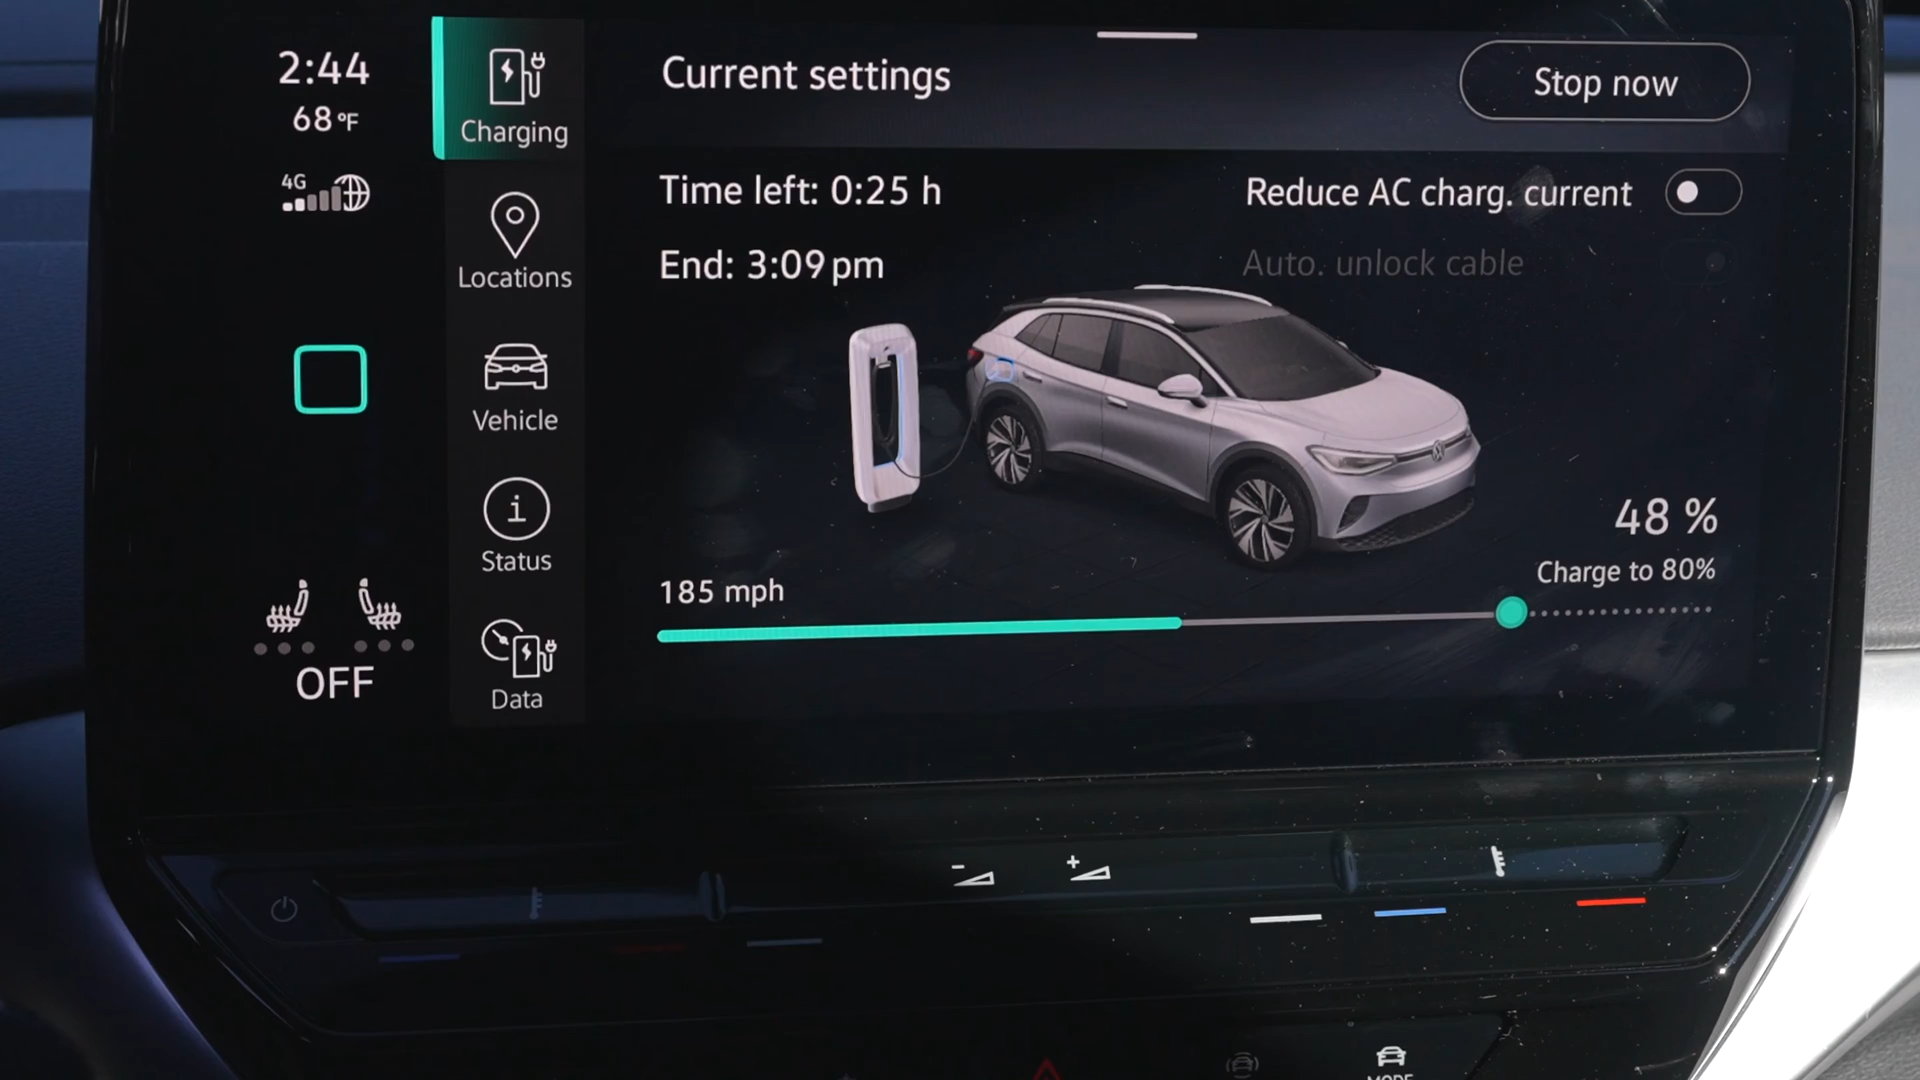 2:44
68°F
4G
OFF
Charging
Locations
Vehicle
i
Status
Data
Current settings
Stop now
Time left: 0:25 h
Reduce AC charg. current
End: 3:09 pm
Auto. unlock cable
48 %
Charge to 80%
185 mph
- +
MODE